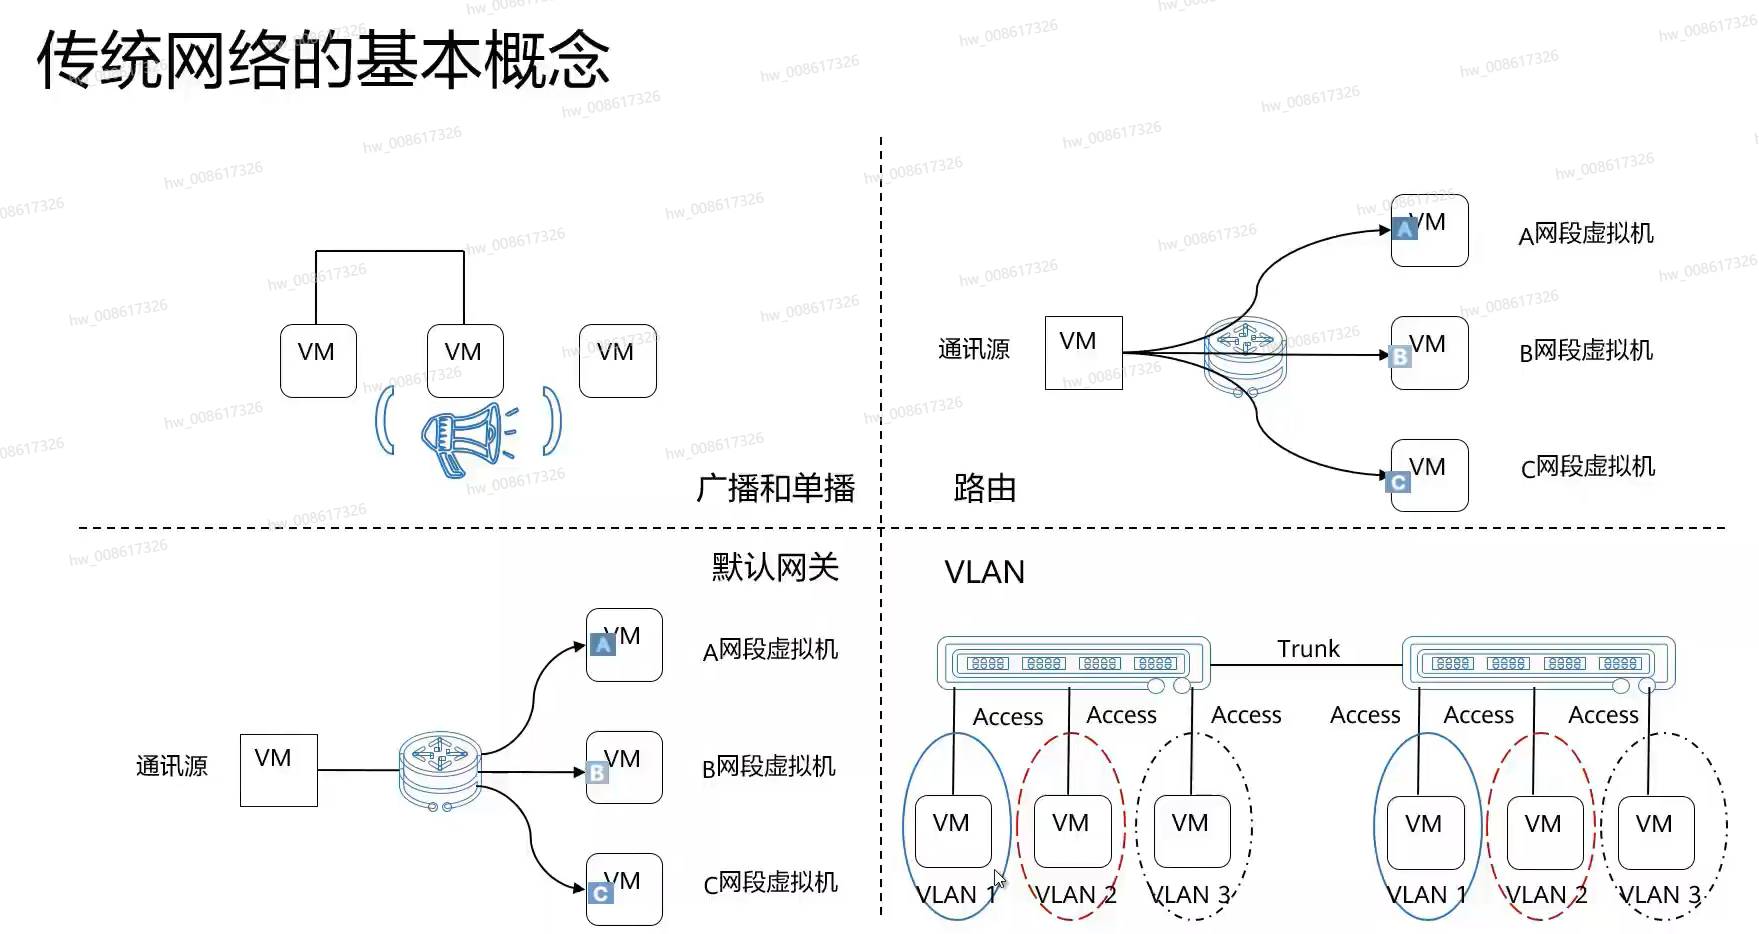 传统网络的基本概念
VM
VM
VM
广播和单播
通讯源
VM
A
VM
A网段虚拟机
B
VM
B网段虚拟机
C
VM
C网段虚拟机
路由
默认网关
通讯源
VM
A
VM
A网段虚拟机
B
VM
B网段虚拟机
C
VM
C网段虚拟机
VLAN
Trunk
Access
Access
Access
Access
Access
Access
VM
VM
VM
VM
VM
VM
VLAN 1
VLAN 2
VLAN 3
VLAN 1
VLAN 2
VLAN 3
hw_008617326